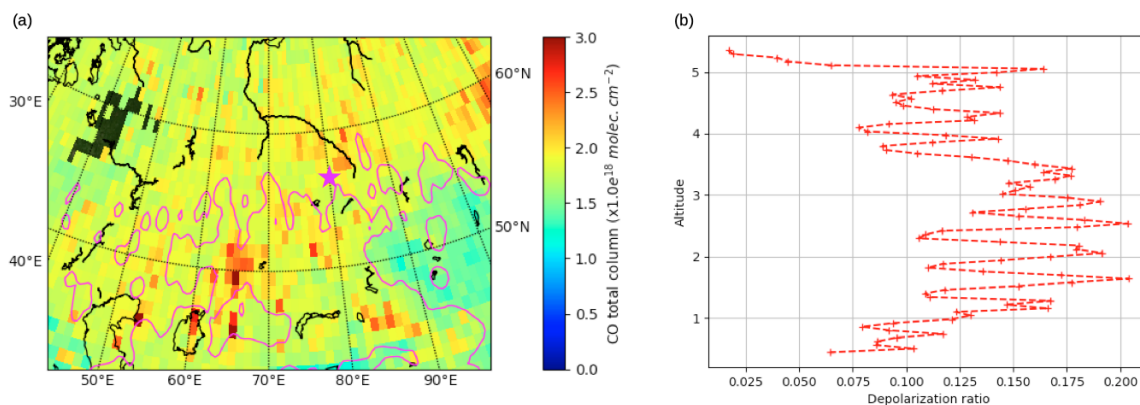 (a)
30°E
40°E
50°E
60°E
70°E
80°E
90°E
60°N
50°N
3.0
2.5
2.0
1.5
1.0
0.5
0.0
CO total column (x1.0e¹⁸ molec. cm⁻²)
(b)
5
4
3
2
1
Altitude
0.025 0.050 0.075 0.100 0.125 0.150 0.175 0.200
Depolarization ratio